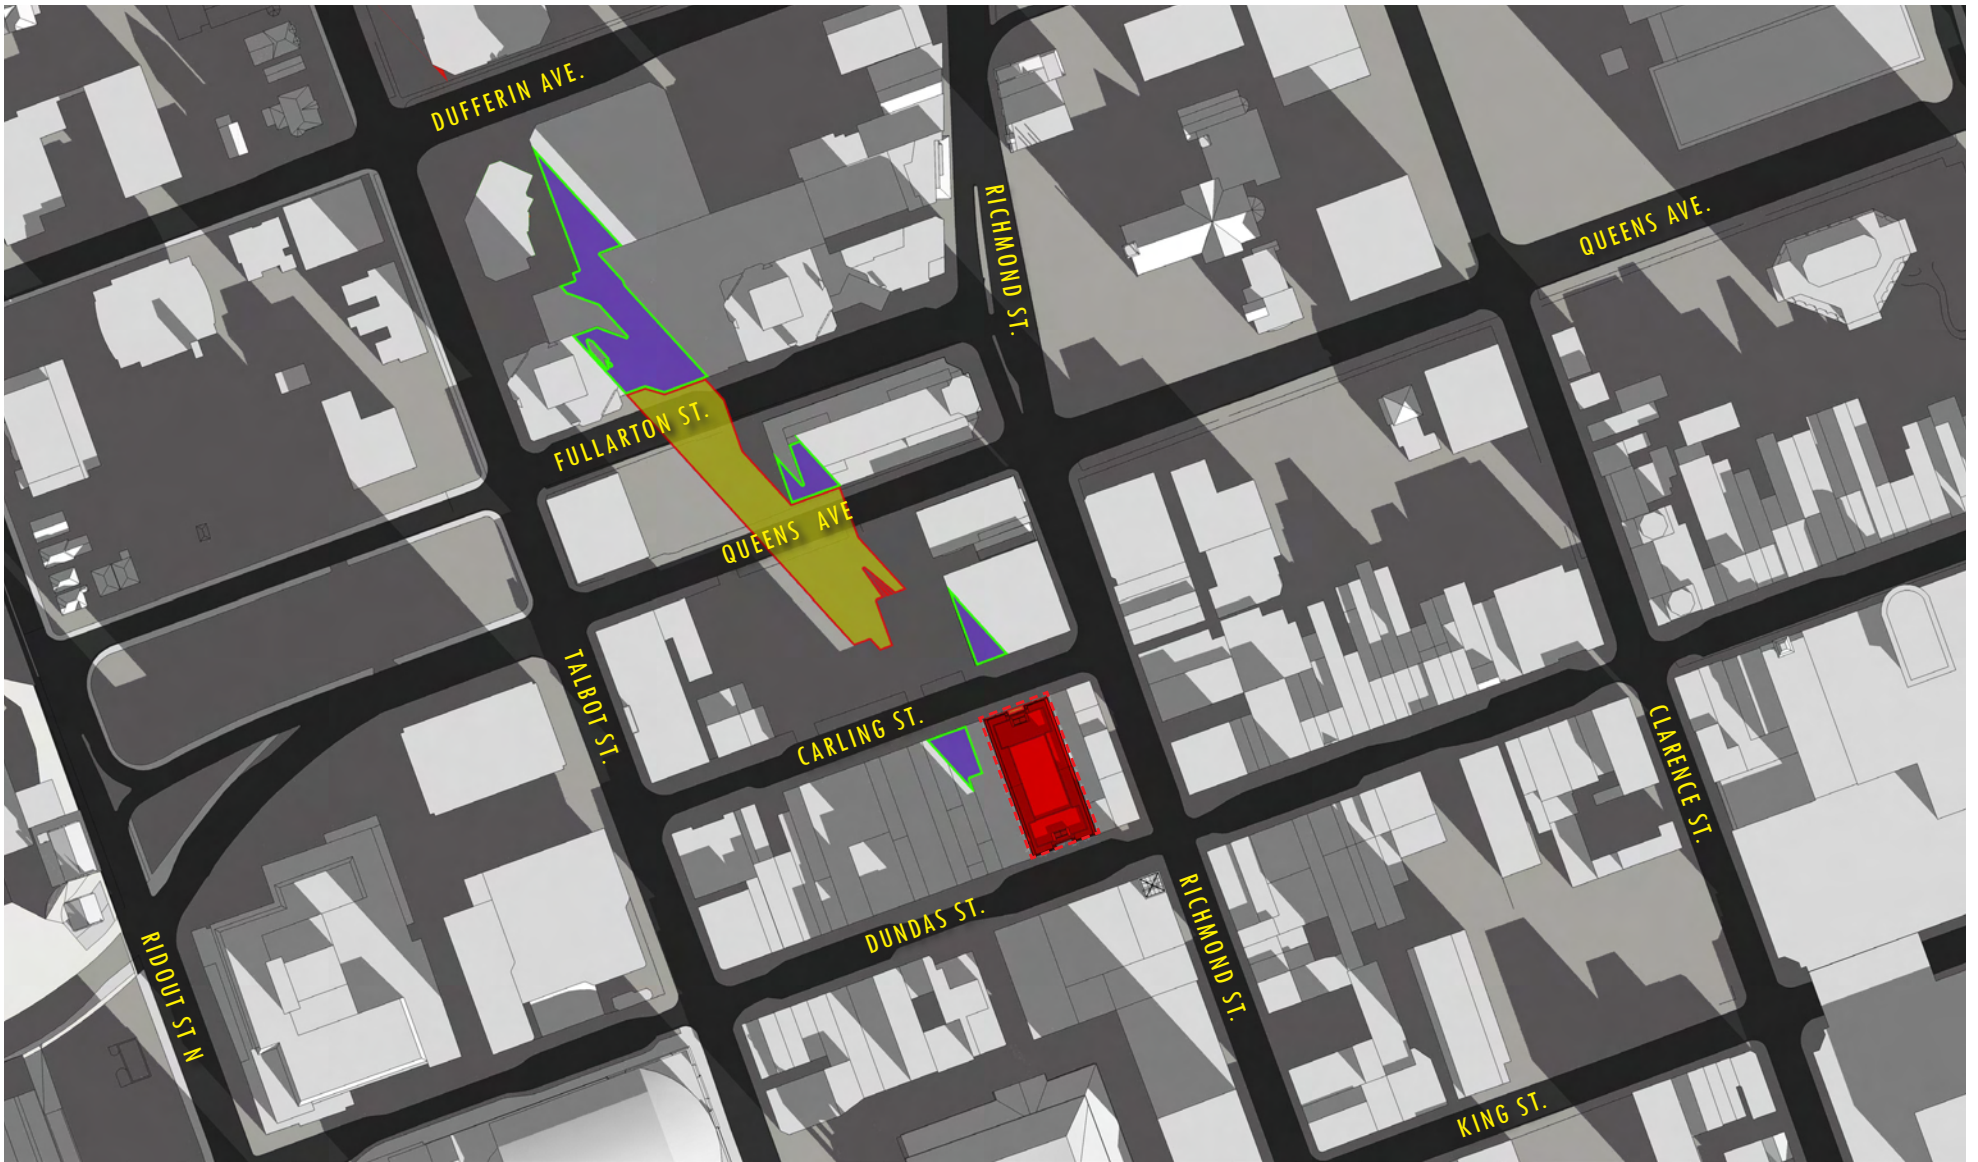 DUFFERIN AVE.
RICHMOND ST.
QUEENS AVE.
FULLARTON ST.
QUEENS AVE
TALBOT ST.
CARLING ST.
CLARENCE ST.
DUNDAS ST.
RICHMOND ST.
RIDOUT ST N
KING ST.